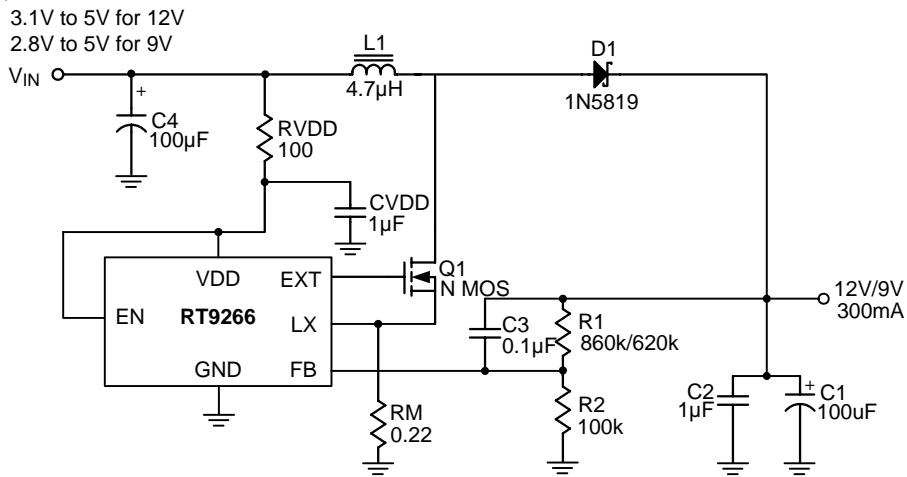 3.1V to 5V for 12V
2.8V to 5V for 9V
VIN
L1
4.7µH
D1
1N5819
C4
100µF
+
RVDD
100
CVDD
1µF
VDD
EXT
Q1
N MOS
EN
RT9266
LX
GND
FB
C3
0.1µF
R1
860k/620k
12V/9V
300mA
RM
0.22
R2
100k
C2
1µF
+
C1
100uF